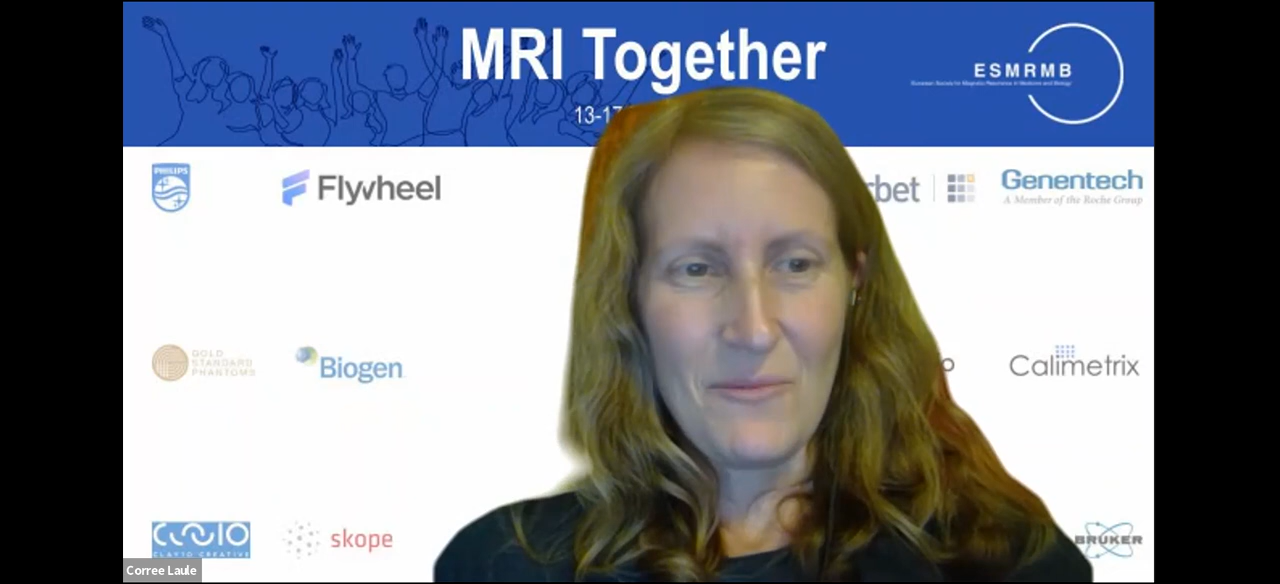 MRI Together
13-17
ESMRMB
European Society for Magnetic Resonance in Medicine and Biology
PHILIPS
Flywheel
rbet
Genentech
A Member of the Roche Group
GOLD
STANDARD
PHANTOMS
Biogen
o
Calimetrix
CLAVIO CREATIVE
skope
BRUKER
Corree Laule